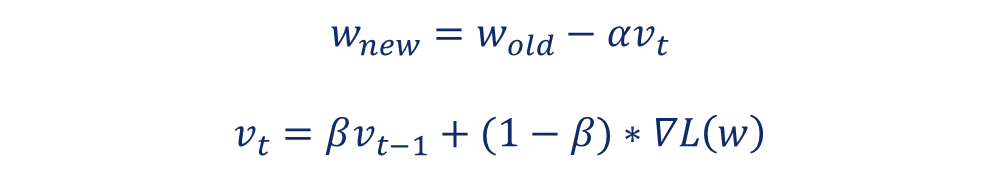 w_new = w_old − αv_t
v_t = βv_{t−1} + (1 − β) ∗ ∇L(w)